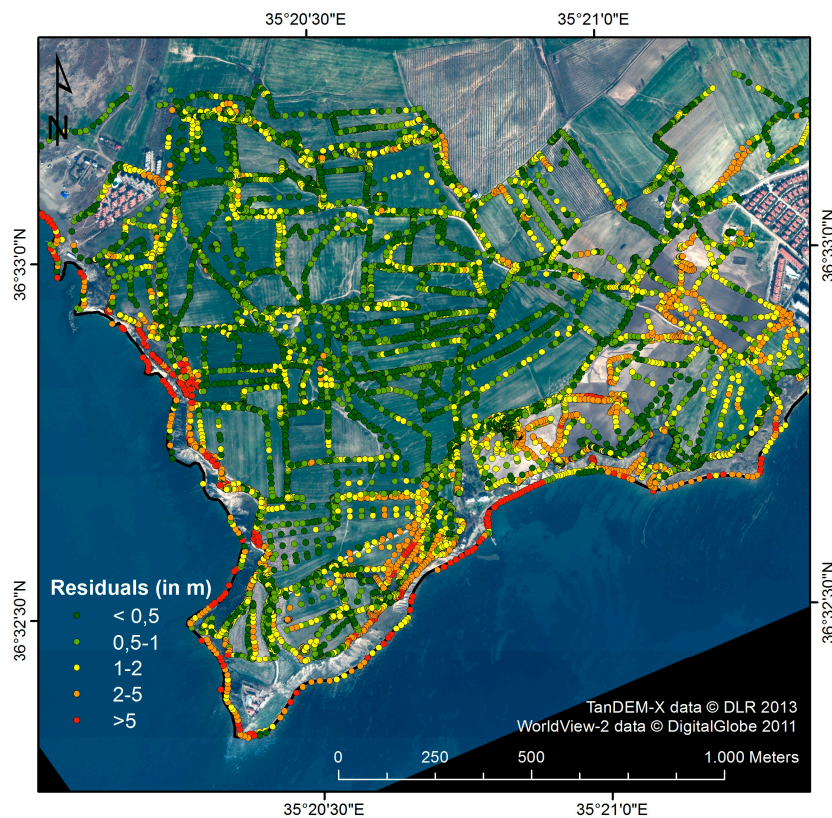 35°20'30"E
35°21'0"E
36°33'0"N
36°33'0"N
N
36°32'30"N
36°32'30"N
Residuals (in m)
< 0,5
0,5-1
1-2
2-5
>5
TanDEM-X data © DLR 2013
WorldView-2 data © DigitalGlobe 2011
0 250 500 1.000 Meters
35°20'30"E
35°21'0"E